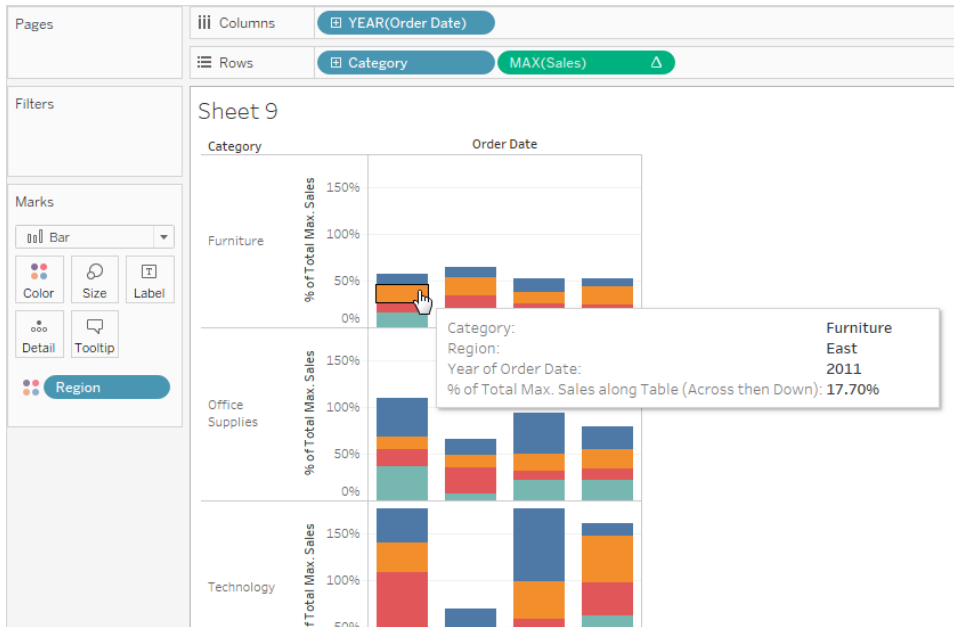 Pages
Columns
YEAR(Order Date)
Rows
Category
MAX(Sales) Δ
Filters
Marks
Bar
Color
Size
Label
Detail
Tooltip
Region
Sheet 9
Category
Order Date
Furniture
% of Total Max. Sales
150%
100%
50%
0%
Category: Furniture
Region: East
Year of Order Date: 2011
% of Total Max. Sales along Table (Across then Down): 17.70%
Office
Supplies
% of Total Max. Sales
150%
100%
50%
0%
Technology
of Total Max. Sales
150%
100%
50%